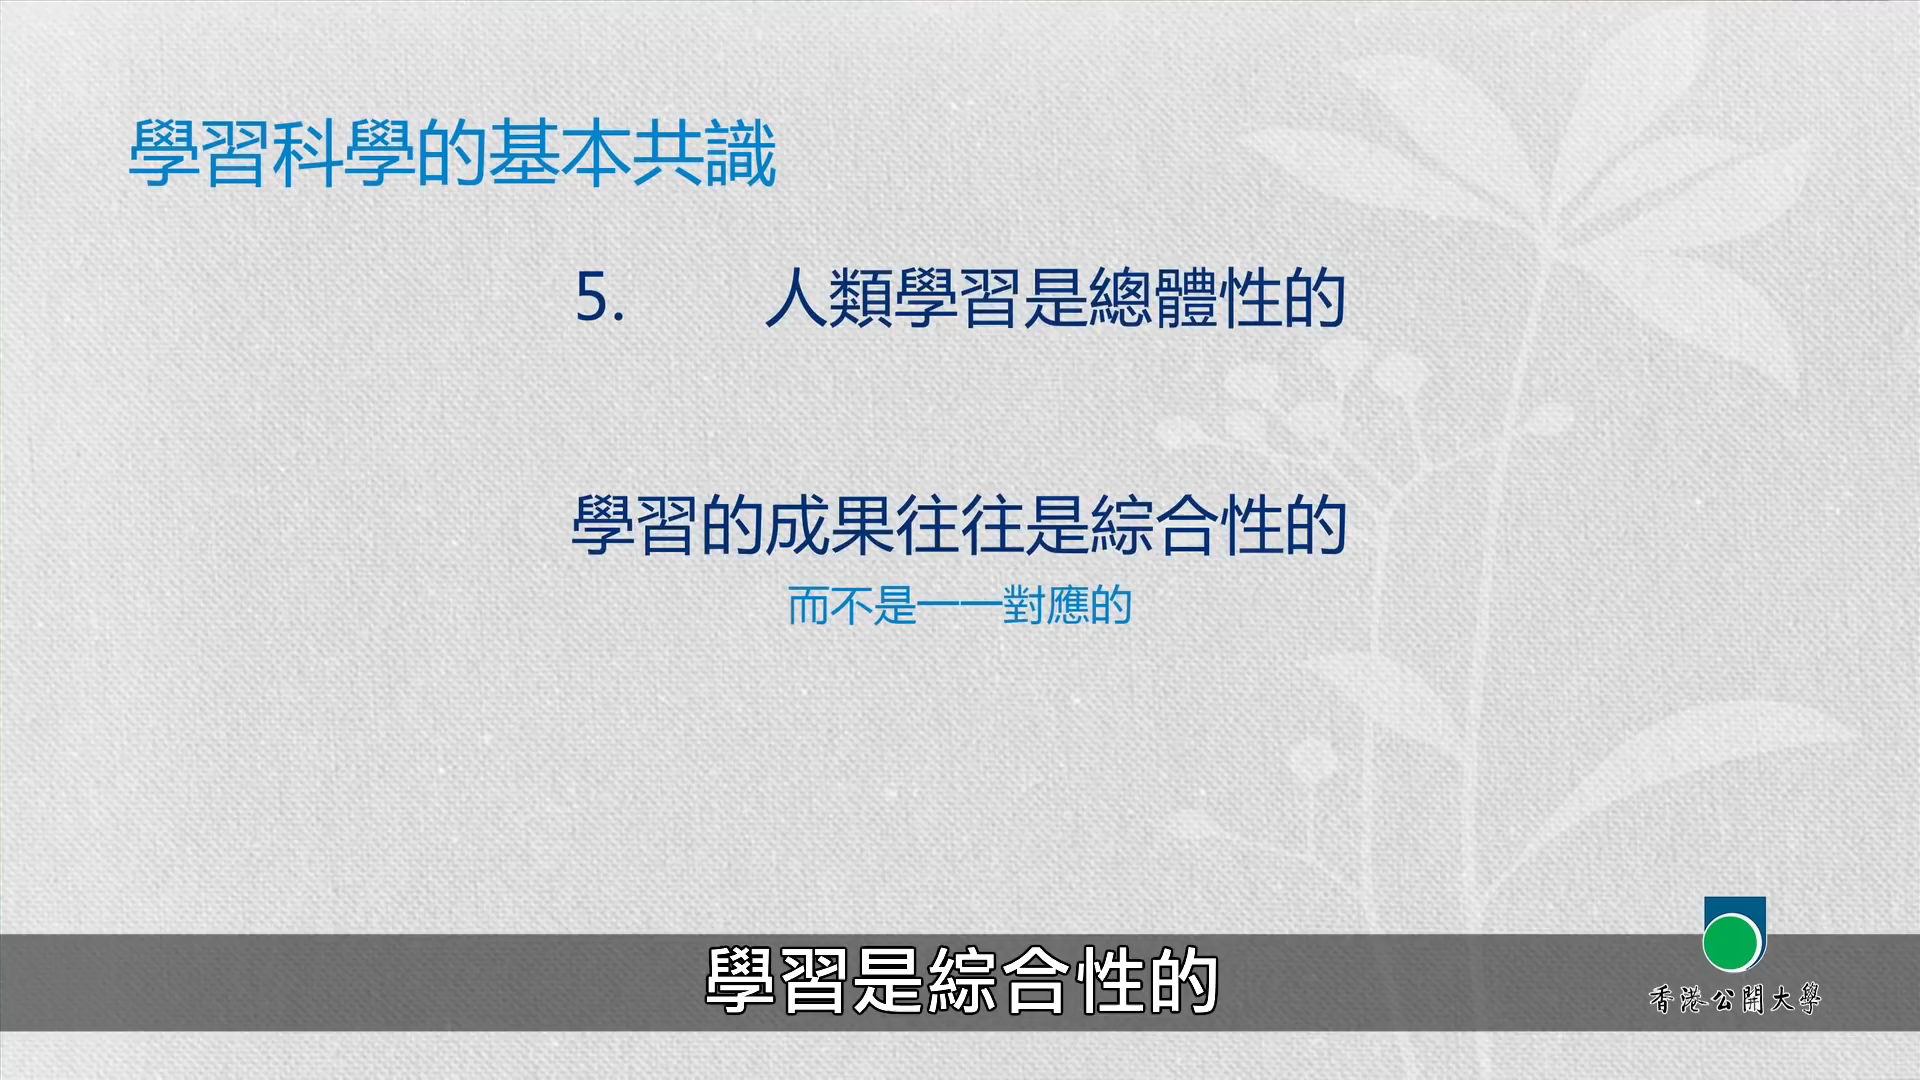 學習科學的基本共識
5. 人類學習是總體性的
學習的成果往往是綜合性的
而不是一一對應的
學習是綜合性的
香港公開大學